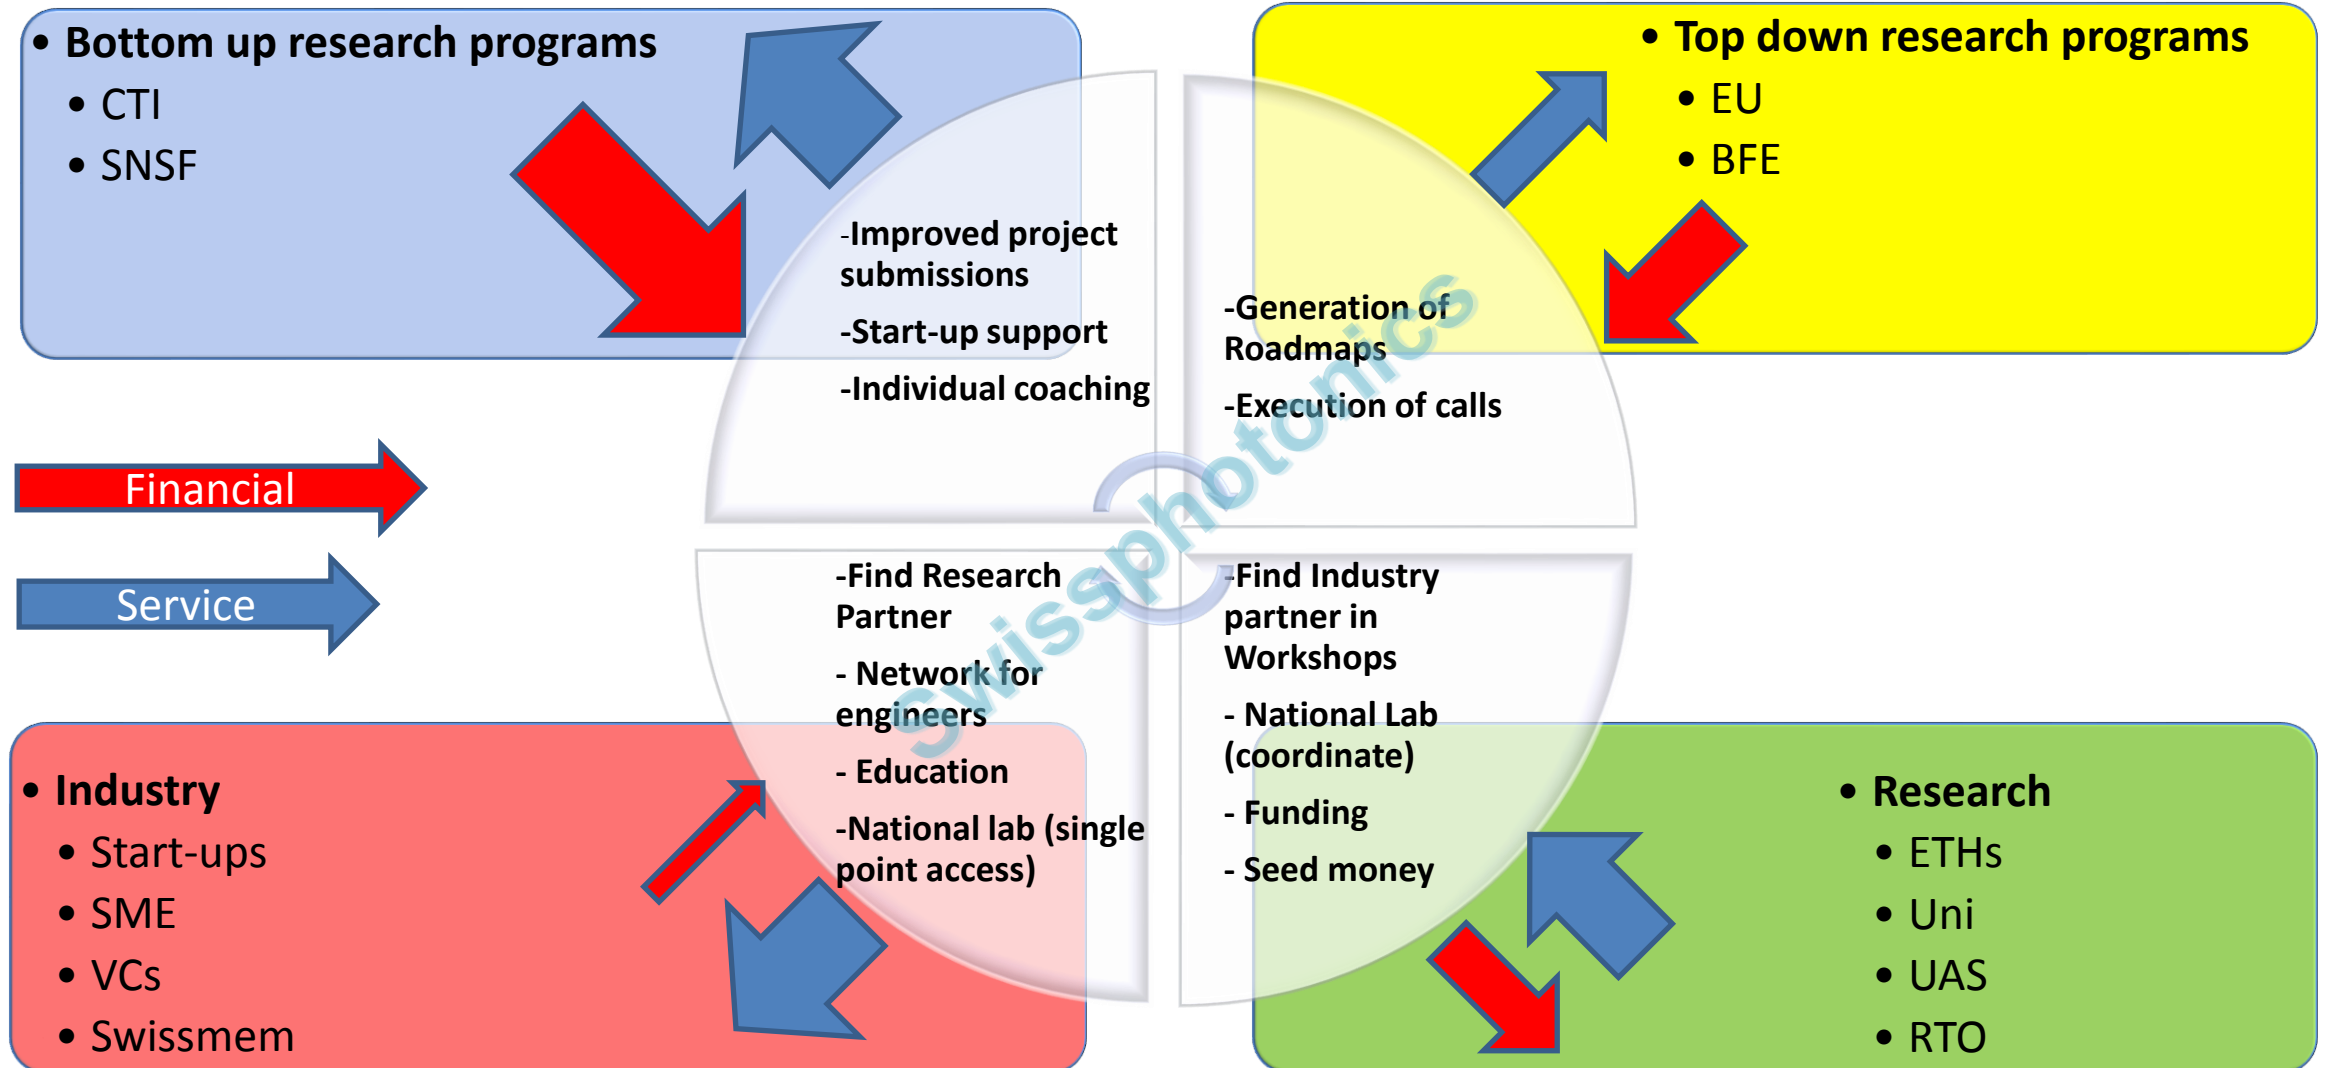 • Bottom up research programs
• CTI
• SNSF
• Top down research programs
• EU
• BFE
-Improved project
submissions
-Start-up support
-Individual coaching
-Generation of
Roadmaps
-Execution of calls
Financial
Service
Swissphotonics
-Find Research
Partner
- Network for
engineers
- Education
-National lab (single
point access)
-Find Industry
partner in
Workshops
- National Lab
(coordinate)
- Funding
- Seed money
• Industry
• Start-ups
• SME
• VCs
• Swissmem
• Research
• ETHs
• Uni
• UAS
• RTO